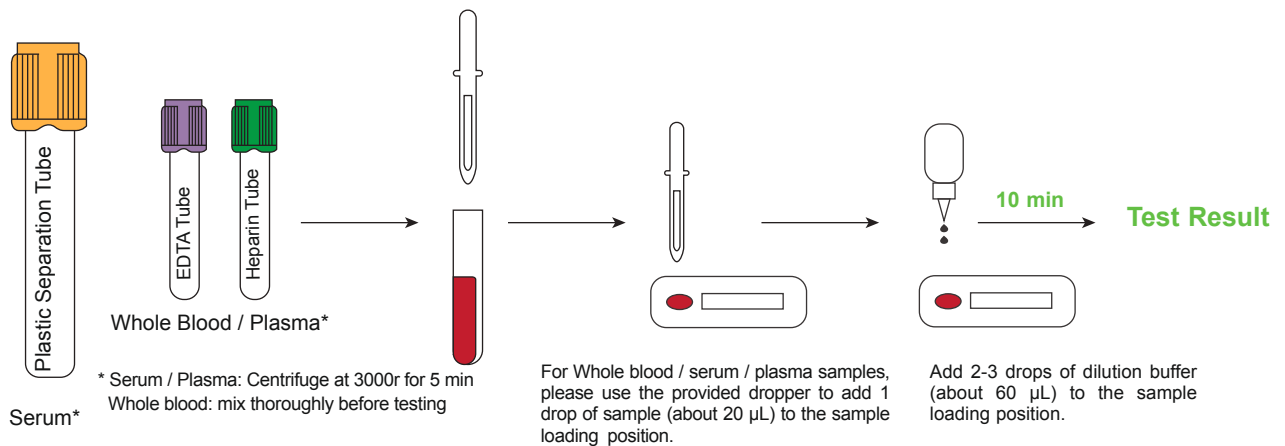 Plastic Separation Tube
EDTA Tube
Heparin Tube
Serum*
Whole Blood / Plasma*
* Serum / Plasma: Centrifuge at 3000r for 5 min
Whole blood: mix thoroughly before testing
For Whole blood / serum / plasma samples,
please use the provided dropper to add 1
drop of sample (about 20 µL) to the sample
loading position.
10 min
Add 2-3 drops of dilution buffer
(about 60 µL) to the sample
loading position.
Test Result